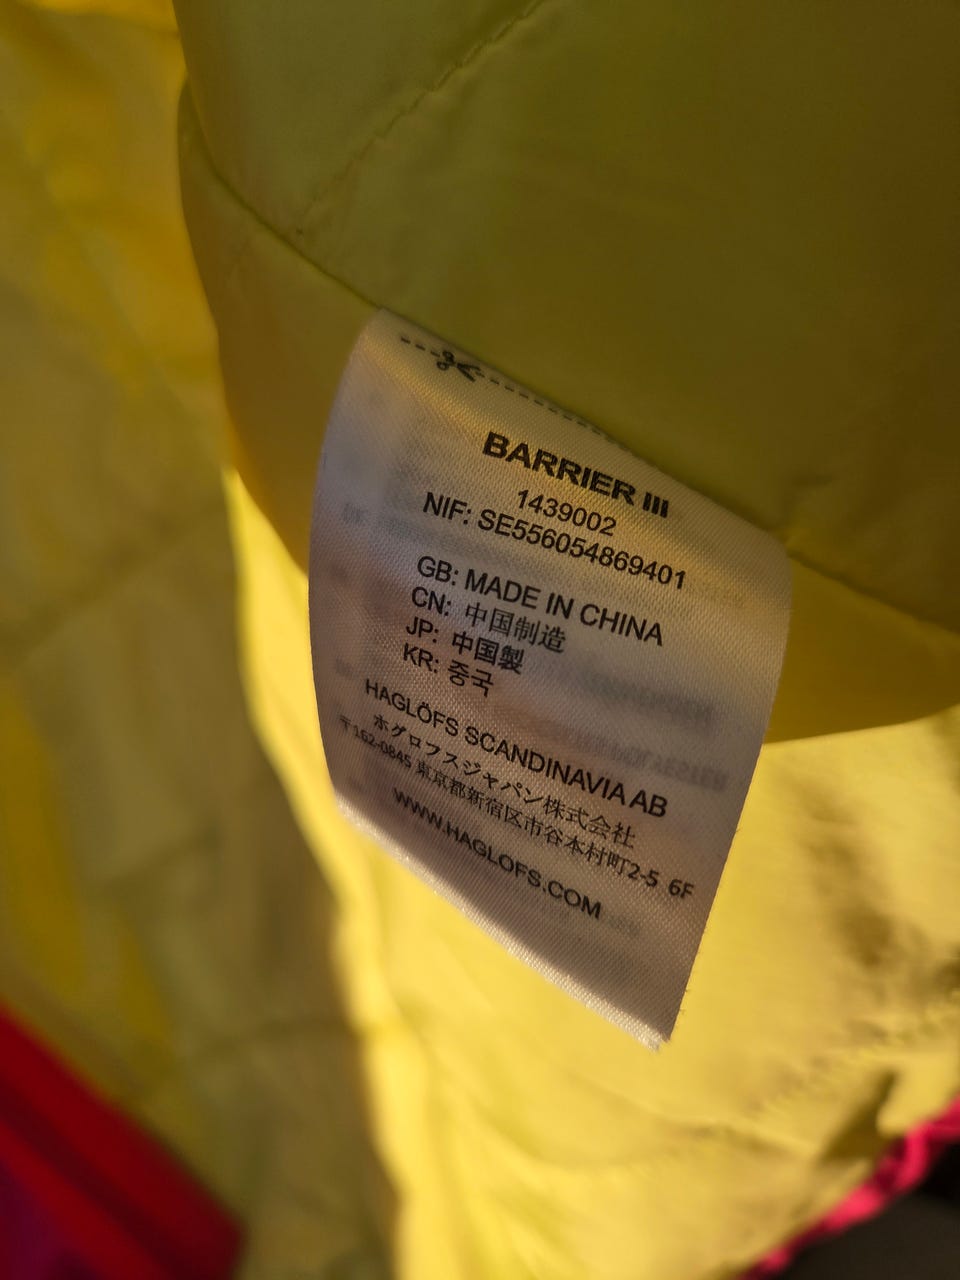 BARRIER III
1439002
NIF: SE556054869401
GB: MADE IN CHINA
CN: 中国制造
JP: 中国製
KR: 중국
HAGLÖFS SCANDINAVIA AB
ホグロフスジャパン株式会社
〒162-0845 東京都新宿区市谷本村町2-5 6F
WWW.HAGLOFS.COM